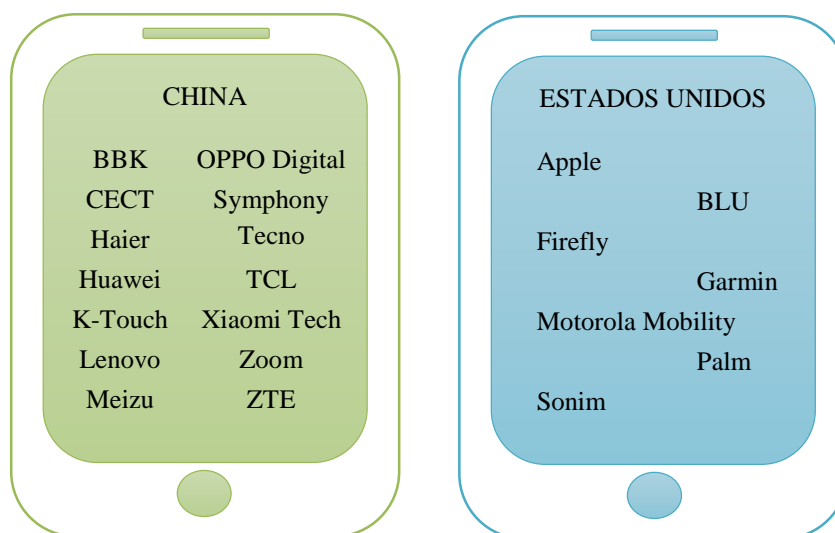 CHINA
BBK OPPO Digital
CECT Symphony
Haier Tecno
Huawei TCL
K-Touch Xiaomi Tech
Lenovo Zoom
Meizu ZTE
ESTADOS UNIDOS
Apple
BLU
Firefly
Garmin
Motorola Mobility
Palm
Sonim